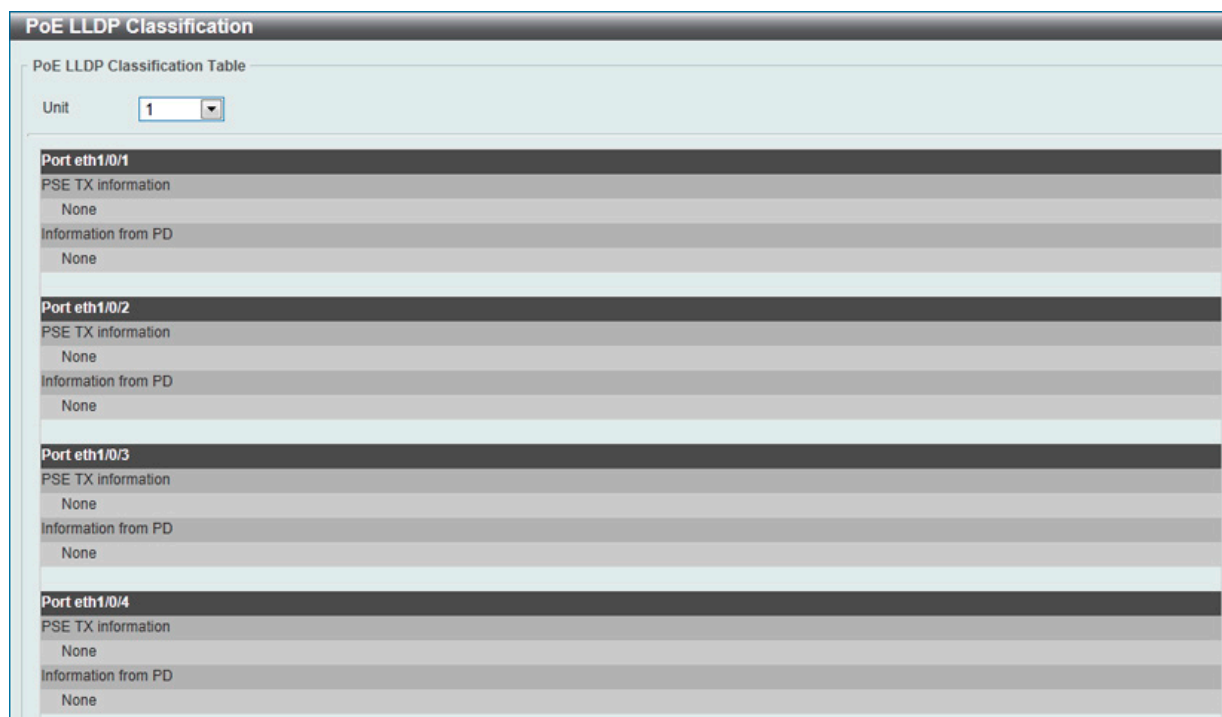 PoE LLDP Classification
PoE LLDP Classification Table
Unit 1
Port eth1/0/1
PSE TX information
None
Information from PD
None
Port eth1/0/2
PSE TX information
None
Information from PD
None
Port eth1/0/3
PSE TX information
None
Information from PD
None
Port eth1/0/4
PSE TX information
None
Information from PD
None